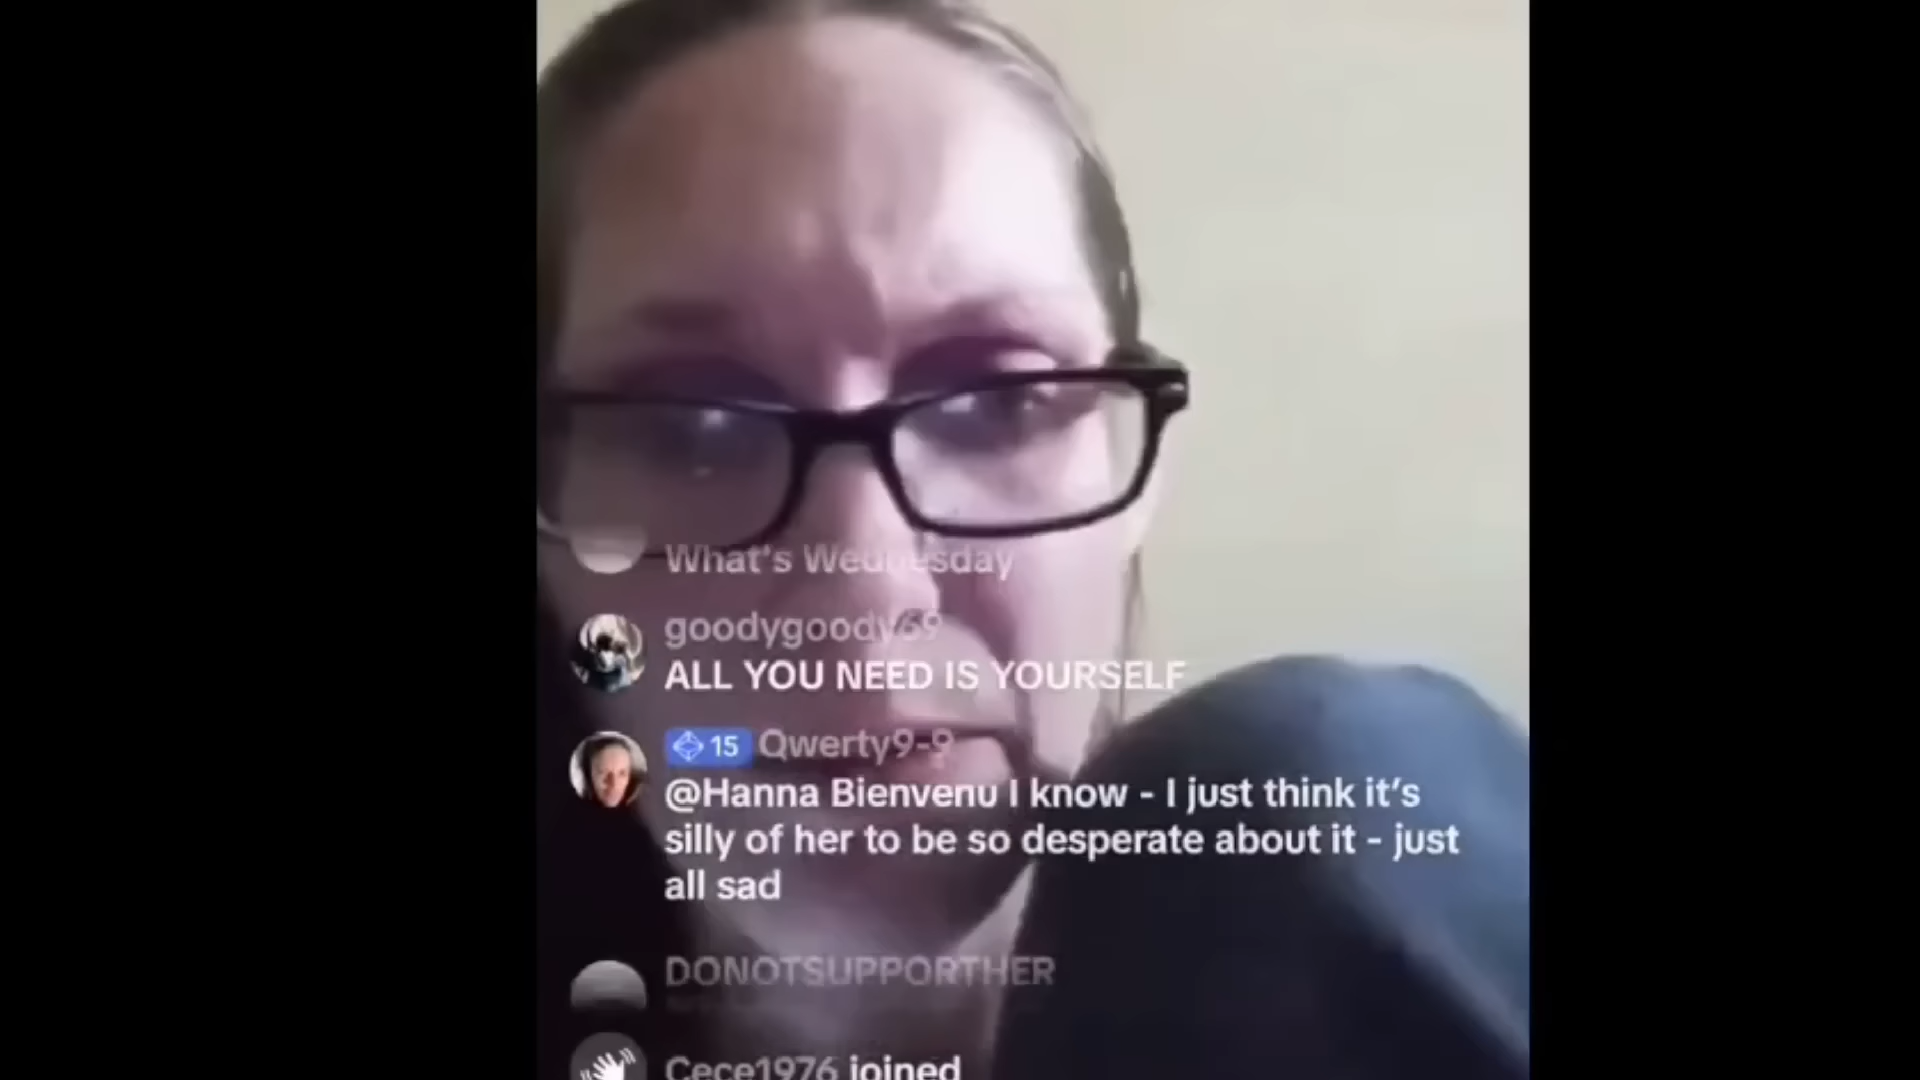 What's Wednesday
goodygoody69
ALL YOU NEED IS YOURSELF
15 Qwerty9-9
@Hanna Bienvenu I know - I just think it's
silly of her to be so desperate about it - just
all sad
DONOTSUPPORTHER
Cece1976 joined